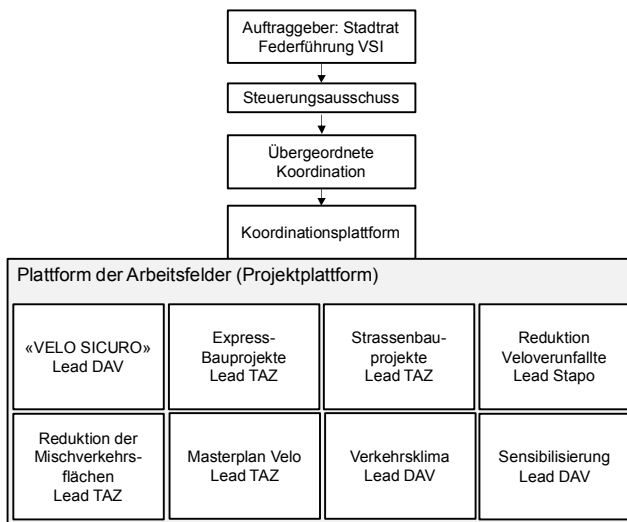 Auftraggeber: Stadtrat
Federführung VSI
Steuerungsausschuss
Übergeordnete
Koordination
Koordinationsplattform
Plattform der Arbeitsfelder (Projektplattform)
«VELO SICURO»
Lead DAV
Express-
Bauprojekte
Lead TAZ
Strassenbau-
projekte
Lead TAZ
Reduktion
Veloverunfallte
Lead Stapo
Reduktion der
Mischverkehrs-
flächen
Lead TAZ
Masterplan Velo
Lead TAZ
Verkehrsklima
Lead DAV
Sensibilisierung
Lead DAV